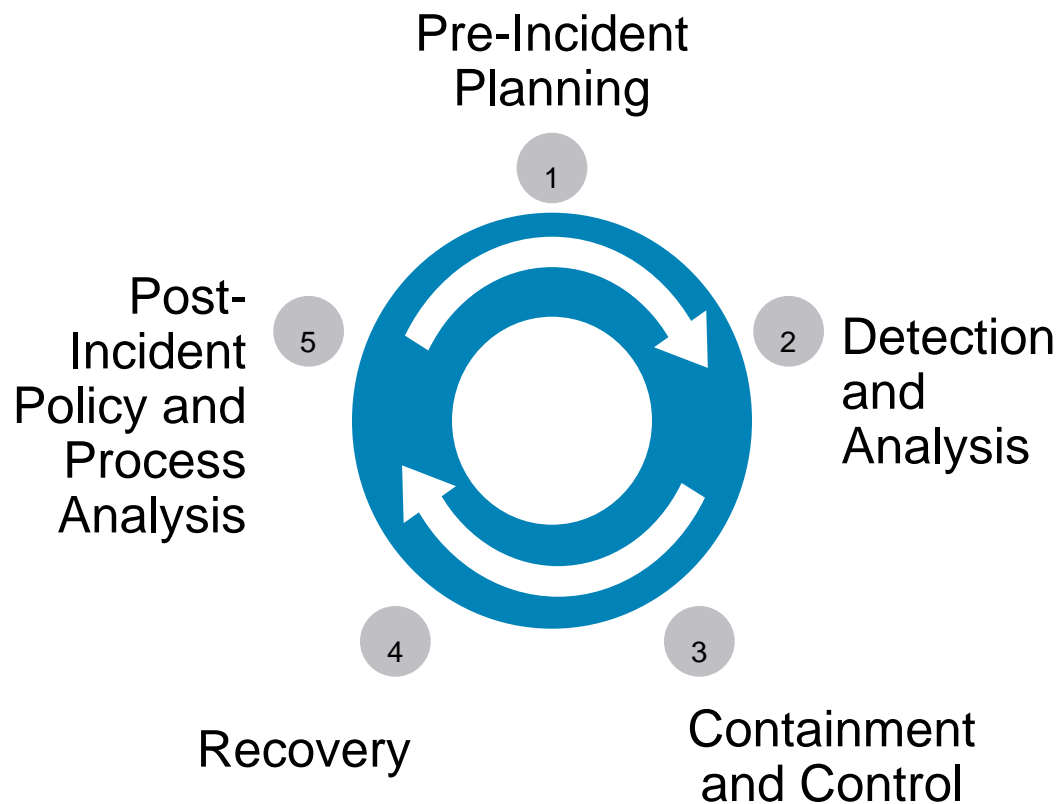 Pre-Incident
Planning
1
2
Detection
and
Analysis
3
Containment
and Control
4
Recovery
5
Post-
Incident
Policy and
Process
Analysis